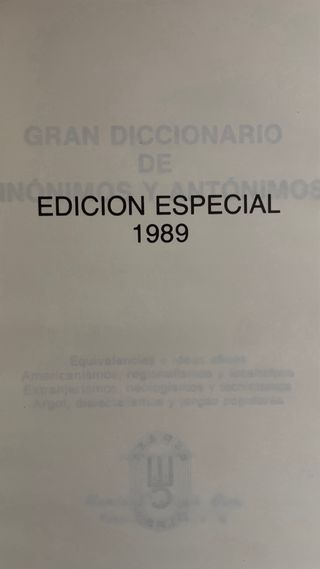 GRAN DICCIONARIO
DE
SINÓNIMOS Y ANTÓNIMOS
EDICION ESPECIAL
1989
Equivalencias e ideas afines
Americanismos, regionalismos y localismos
Extranjerismos, neologismos y tecnicismos
Argot, dialectalismos y jergas populares